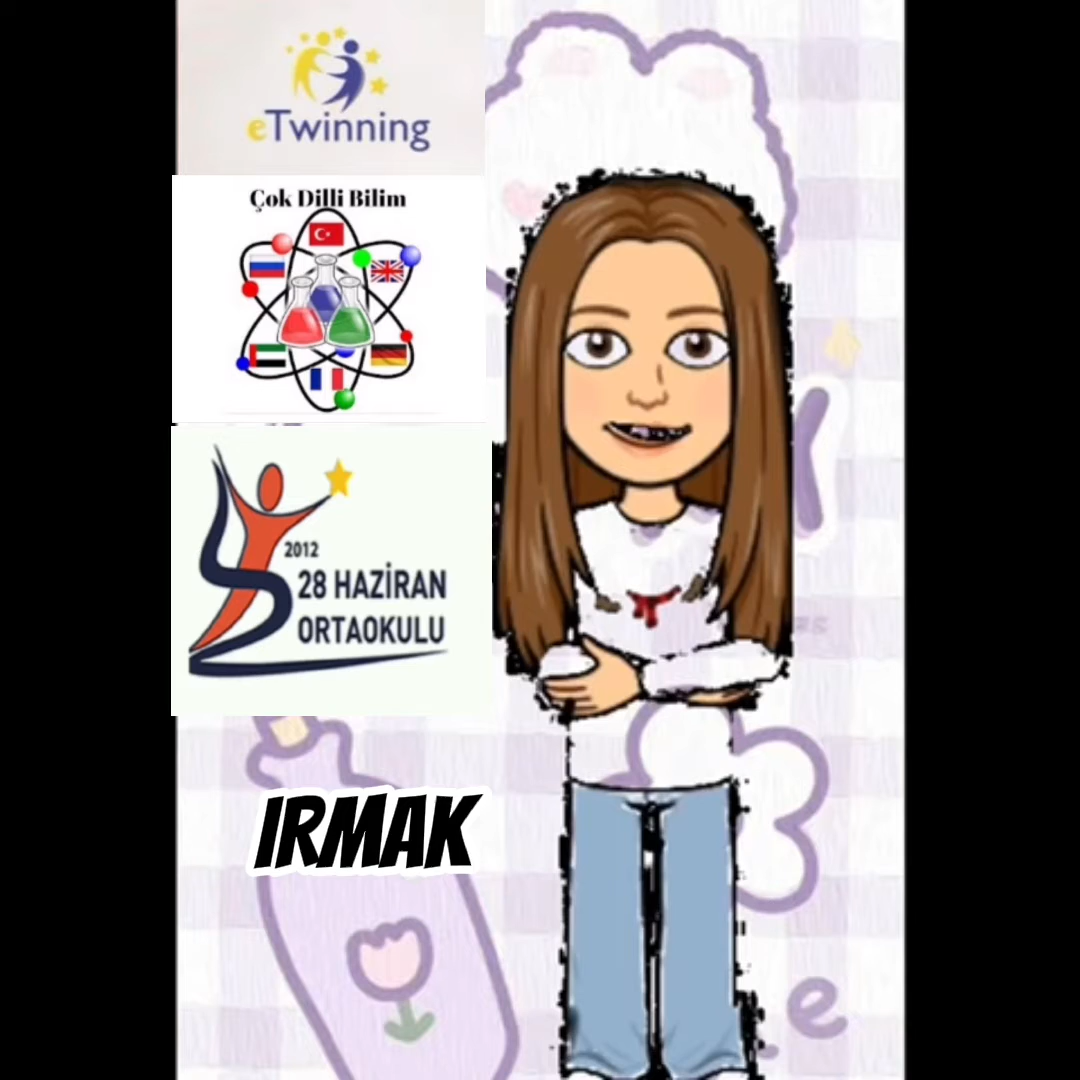 eTwinning
Çok Dilli Bilim
2012
28 HAZİRAN
ORTAOKULU
IRMAK